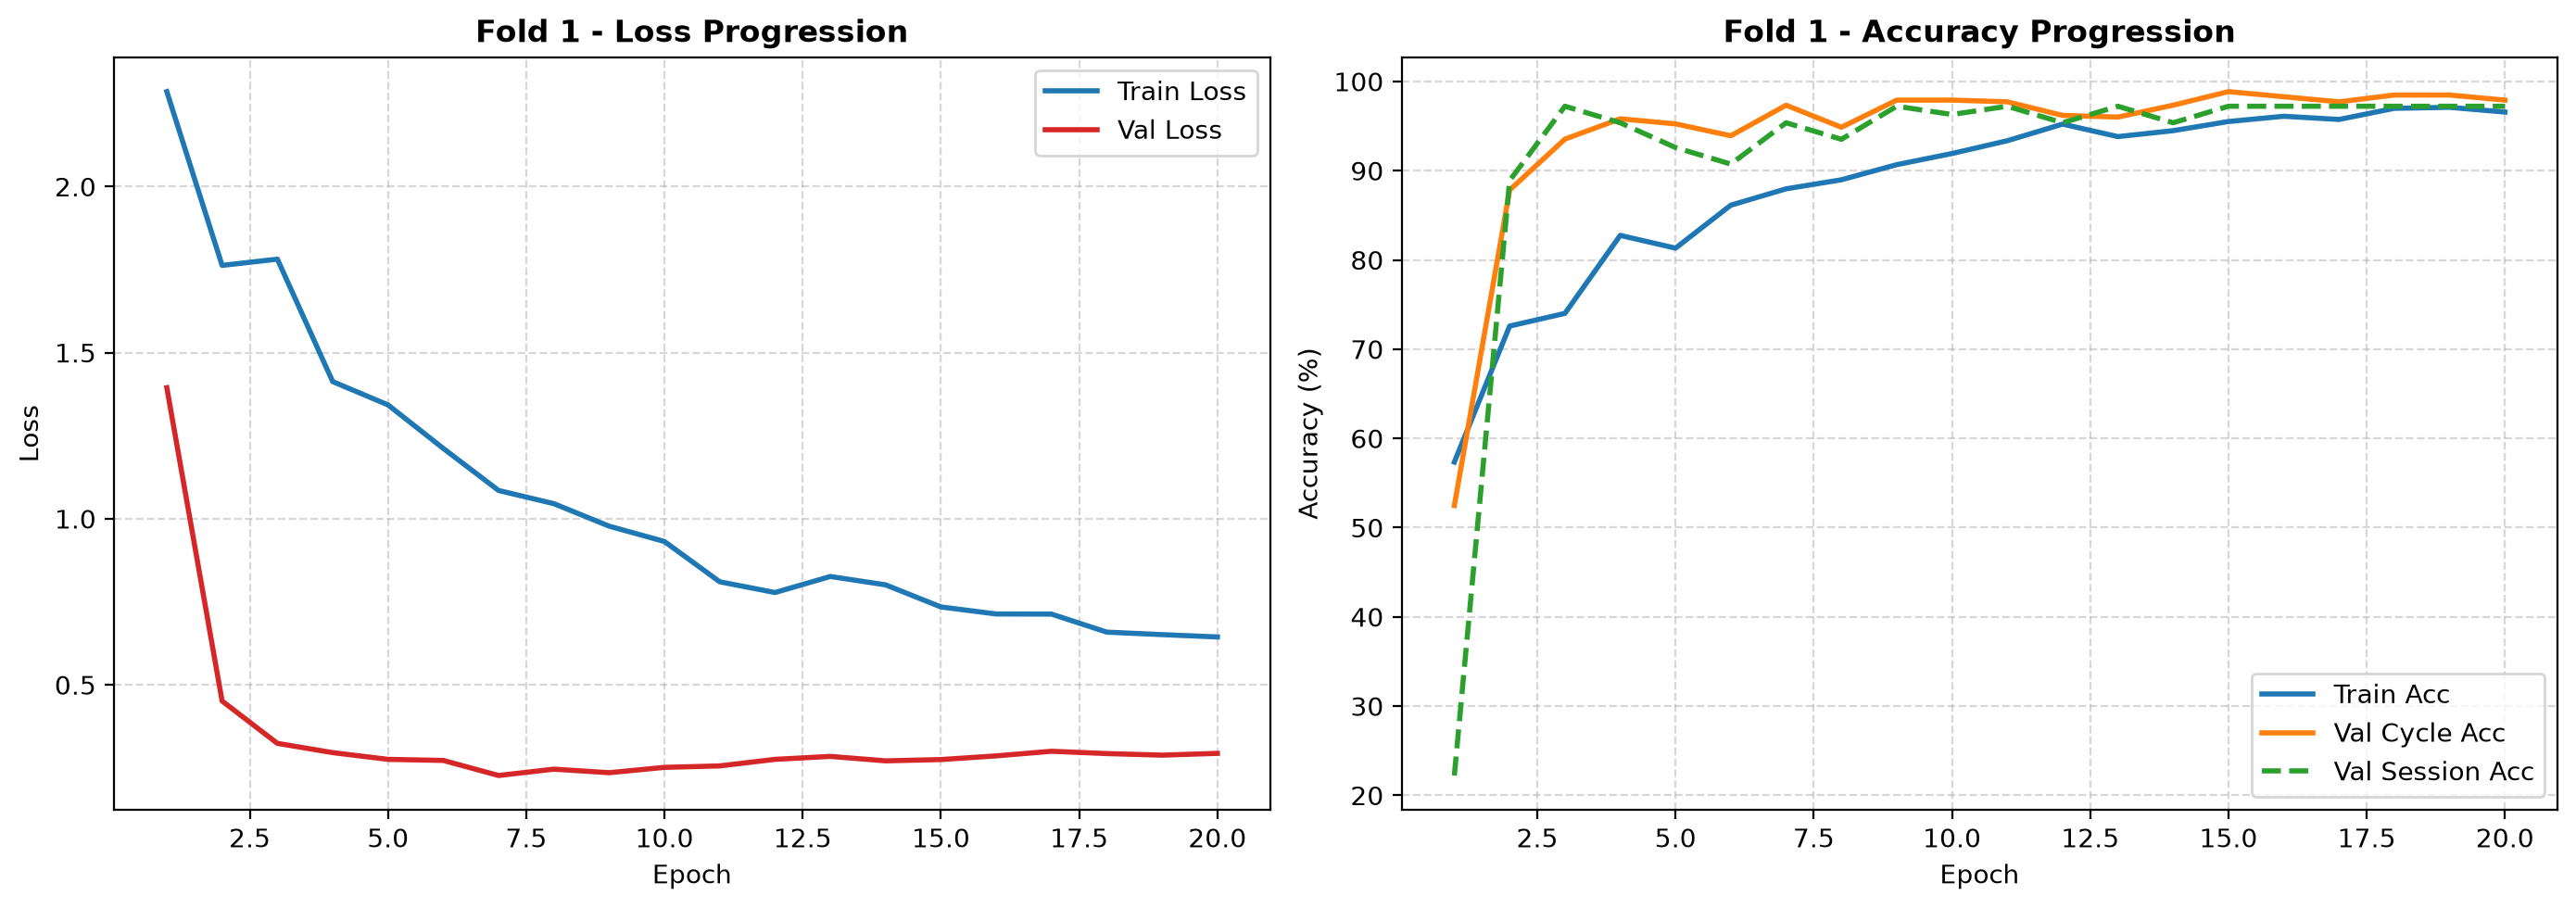 Fold 1 - Loss Progression
Train Loss
Val Loss
2.0
1.5
1.0
0.5
Loss
2.5 5.0 7.5 10.0 12.5 15.0 17.5 20.0
Epoch
Fold 1 - Accuracy Progression
100
90
80
70
60
50
40
30
20
Accuracy (%)
Train Acc
Val Cycle Acc
Val Session Acc
2.5 5.0 7.5 10.0 12.5 15.0 17.5 20.0
Epoch